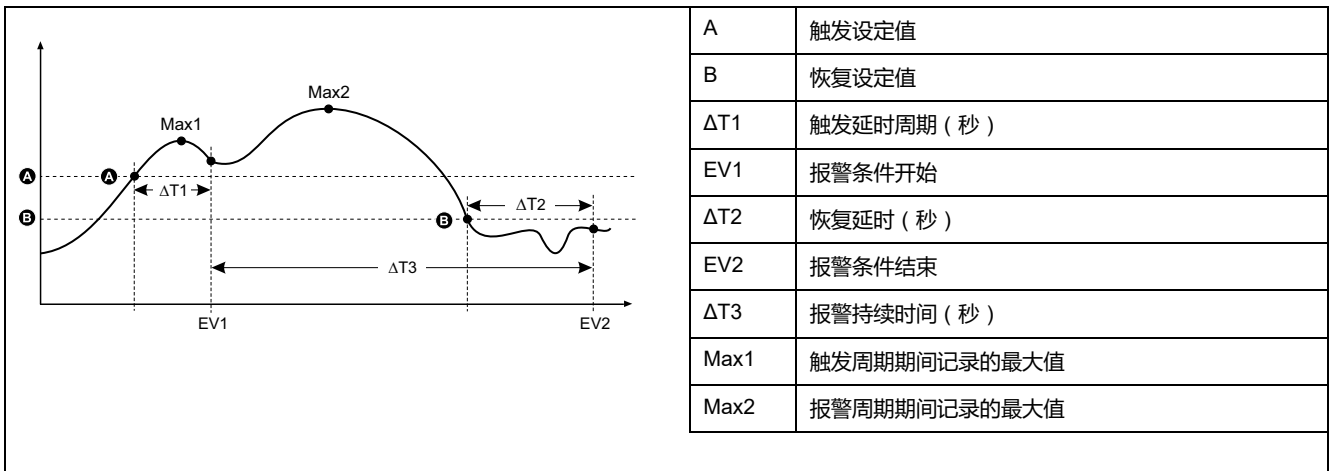 Max2
Max1
A
A
ΔT1
B
B
ΔT2
ΔT3
EV1
EV2
A 触发设定值
B 恢复设定值
ΔT1 触发延时周期（秒）
EV1 报警条件开始
ΔT2 恢复延时（秒）
EV2 报警条件结束
ΔT3 报警持续时间（秒）
Max1 触发周期期间记录的最大值
Max2 报警周期期间记录的最大值